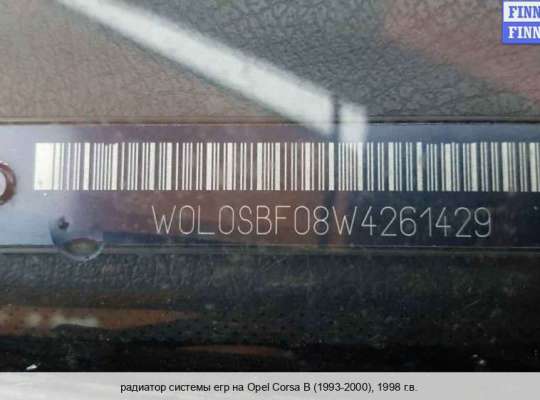 FINN
FINN
W0L0SBF08W4261429
радиатор системы егр на Opel Corsa B (1993-2000), 1998 г.в.